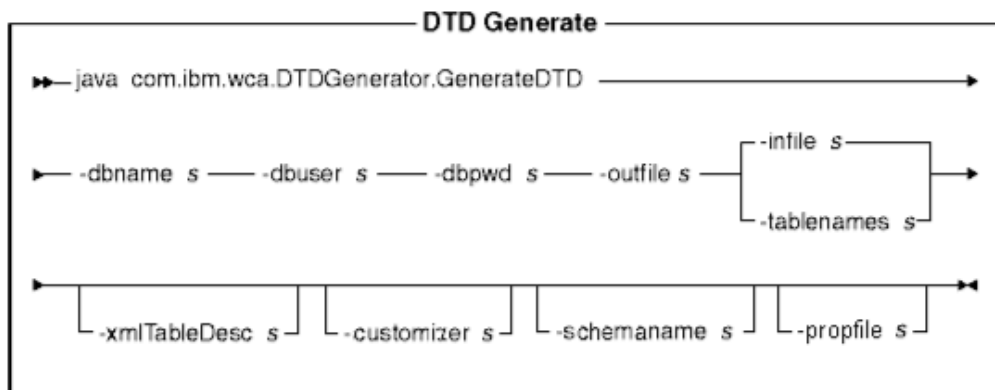 DTD Generate
java com.ibm.wca.DTDGenerator.GenerateDTD
-dbname s -dbuser s -dbpwd s -outfile s -infile s
-tablenames s
-xmlTableDesc s -customizer s -schemaname s -propfile s